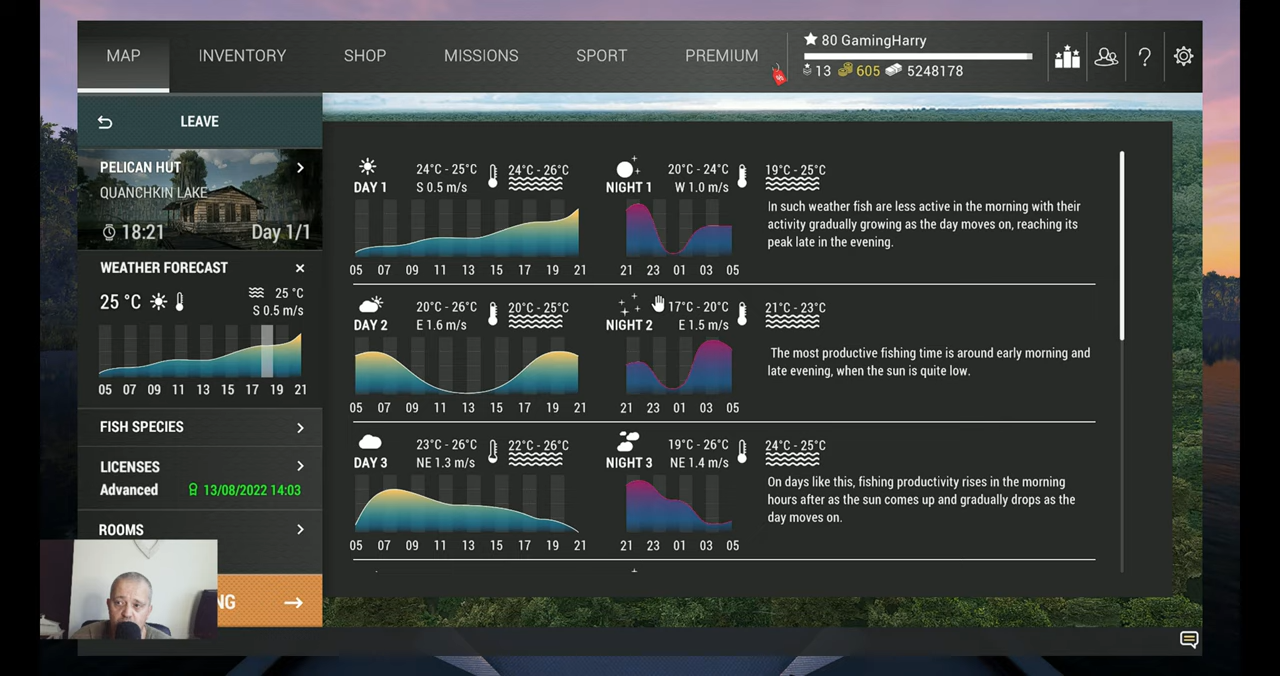 MAP
INVENTORY
SHOP
MISSIONS
SPORT
PREMIUM
80 GamingHarry
13 605 5248178
LEAVE
PELICAN HUT
QUANCHKIN LAKE
18:21 Day 1/1
WEATHER FORECAST ×
25 °C 25 °C
S 0.5 m/s
05 07 09 11 13 15 17 19 21
FISH SPECIES
LICENSES
Advanced 13/08/2022 14:03
ROOMS
NG
DAY 1
24°C - 25°C
S 0.5 m/s
24°C - 26°C
05 07 09 11 13 15 17 19 21
NIGHT 1
20°C - 24°C
W 1.0 m/s
19°C - 25°C
21 23 01 03 05
In such weather fish are less active in the morning with their
activity gradually growing as the day moves on, reaching its
peak late in the evening.
DAY 2
20°C - 26°C
E 1.6 m/s
20°C - 25°C
05 07 09 11 13 15 17 19 21
NIGHT 2
17°C - 20°C
E 1.5 m/s
21°C - 23°C
21 23 01 03 05
The most productive fishing time is around early morning and
late evening, when the sun is quite low.
DAY 3
23°C - 26°C
NE 1.3 m/s
22°C - 26°C
05 07 09 11 13 15 17 19 21
NIGHT 3
19°C - 26°C
NE 1.4 m/s
24°C - 25°C
21 23 01 03 05
On days like this, fishing productivity rises in the morning
hours after as the sun comes up and gradually drops as the
day moves on.